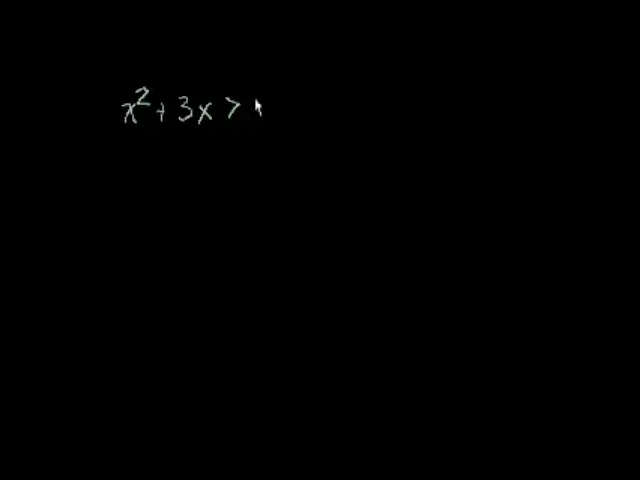 x² + 3x >